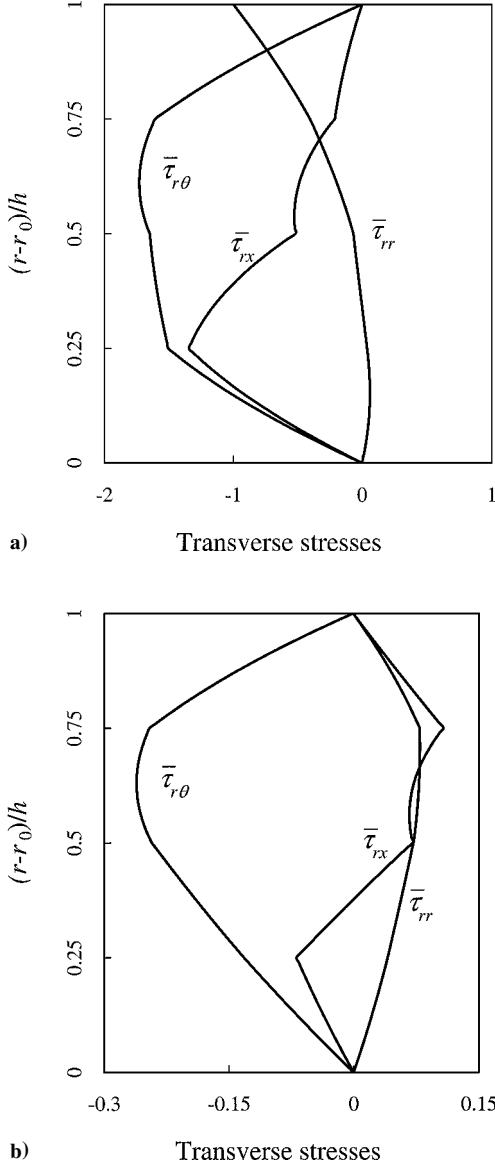 1
0.75
τ̄rθ
(r-r0)/h
0.5
τ̄rx
τ̄rr
0.25
0
-2
-1
0
1
a)
Transverse stresses
1
0.75
τ̄rθ
(r-r0)/h
0.5
τ̄rx
τ̄rr
0.25
0
-0.3
-0.15
0
0.15
b)
Transverse stresses